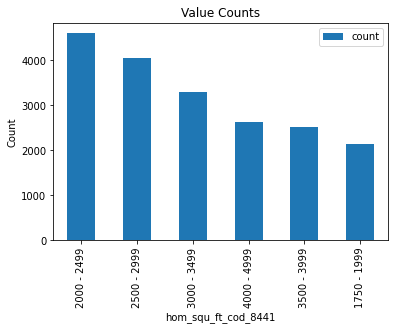 Value Counts
count
Count
4000
3000
2000
1000
0
2000 - 2499
2500 - 2999
3000 - 3499
4000 - 4999
3500 - 3999
1750 - 1999
hom_squ_ft_cod_8441